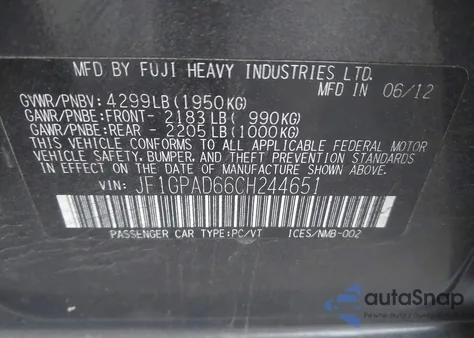 MFD BY FUJI HEAVY INDUSTRIES LTD.
MFD IN 06/12
GVWR/PNBV: 4299LB(1950KG)
GAWR/PNBE:FRONT- 2183LB( 990KG)
GAWR/PNBE:REAR - 2205LB(1000KG)
THIS VEHICLE CONFORMS TO ALL APPLICABLE FEDERAL MOTOR
VEHICLE SAFETY, BUMPER, AND THEFT PREVENTION STANDARDS
IN EFFECT ON THE DATE OF MANUFACTURE SHOWN ABOVE.
VIN: JF1GPAD66CH244651
PASSENGER CAR TYPE:PC/VT ICES/NMB-002
autoSnap